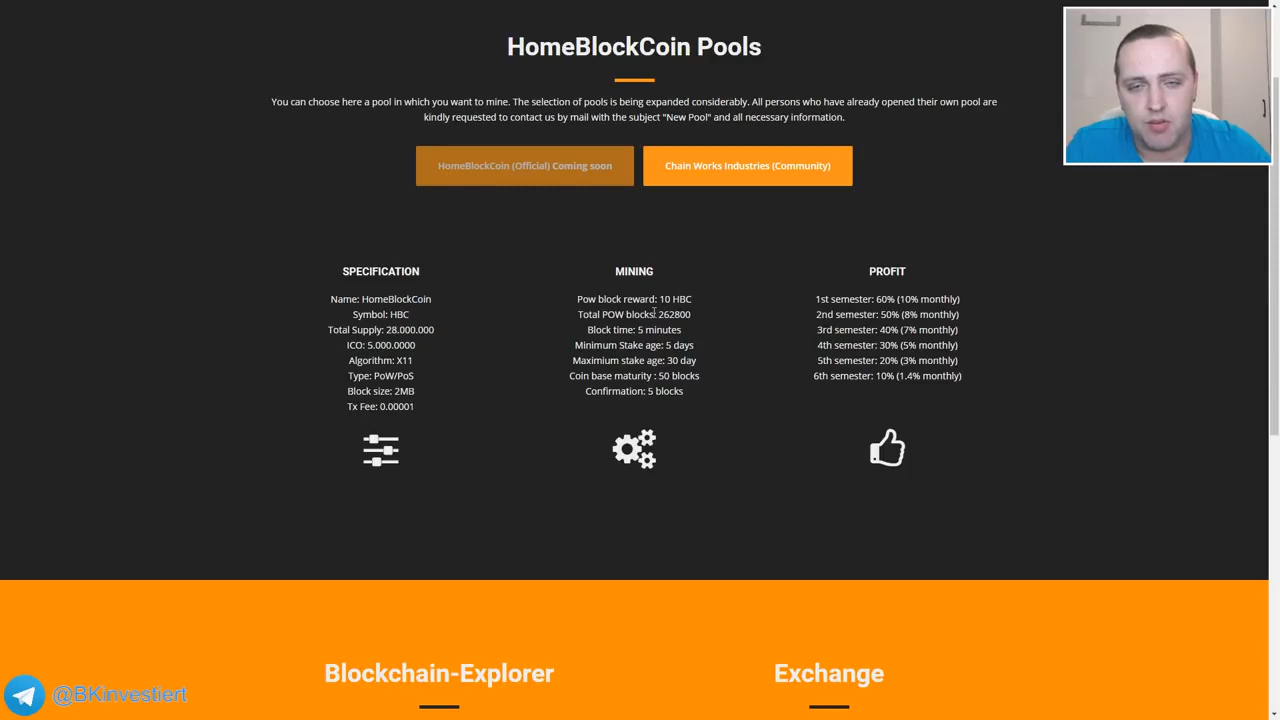 HomeBlockCoin Pools
You can choose here a pool in which you want to mine. The selection of pools is being expanded considerably. All persons who have already opened their own pool are
kindly requested to contact us by mail with the subject "New Pool" and all necessary information.
HomeBlockCoin (Official) Coming soon
Chain Works Industries (Community)
SPECIFICATION
Name: HomeBlockCoin
Symbol: HBC
Total Supply: 28.000.000
ICO: 5.000.0000
Algorithm: X11
Type: PoW/PoS
Block size: 2MB
Tx Fee: 0.00001
MINING
Pow block reward: 10 HBC
Total POW blocks: 262800
Block time: 5 minutes
Minimum Stake age: 5 days
Maximium stake age: 30 day
Coin base maturity : 50 blocks
Confirmation: 5 blocks
PROFIT
1st semester: 60% (10% monthly)
2nd semester: 50% (8% monthly)
3rd semester: 40% (7% monthly)
4th semester: 30% (5% monthly)
5th semester: 20% (3% monthly)
6th semester: 10% (1.4% monthly)
Blockchain-Explorer
Exchange
@BKinvestiert